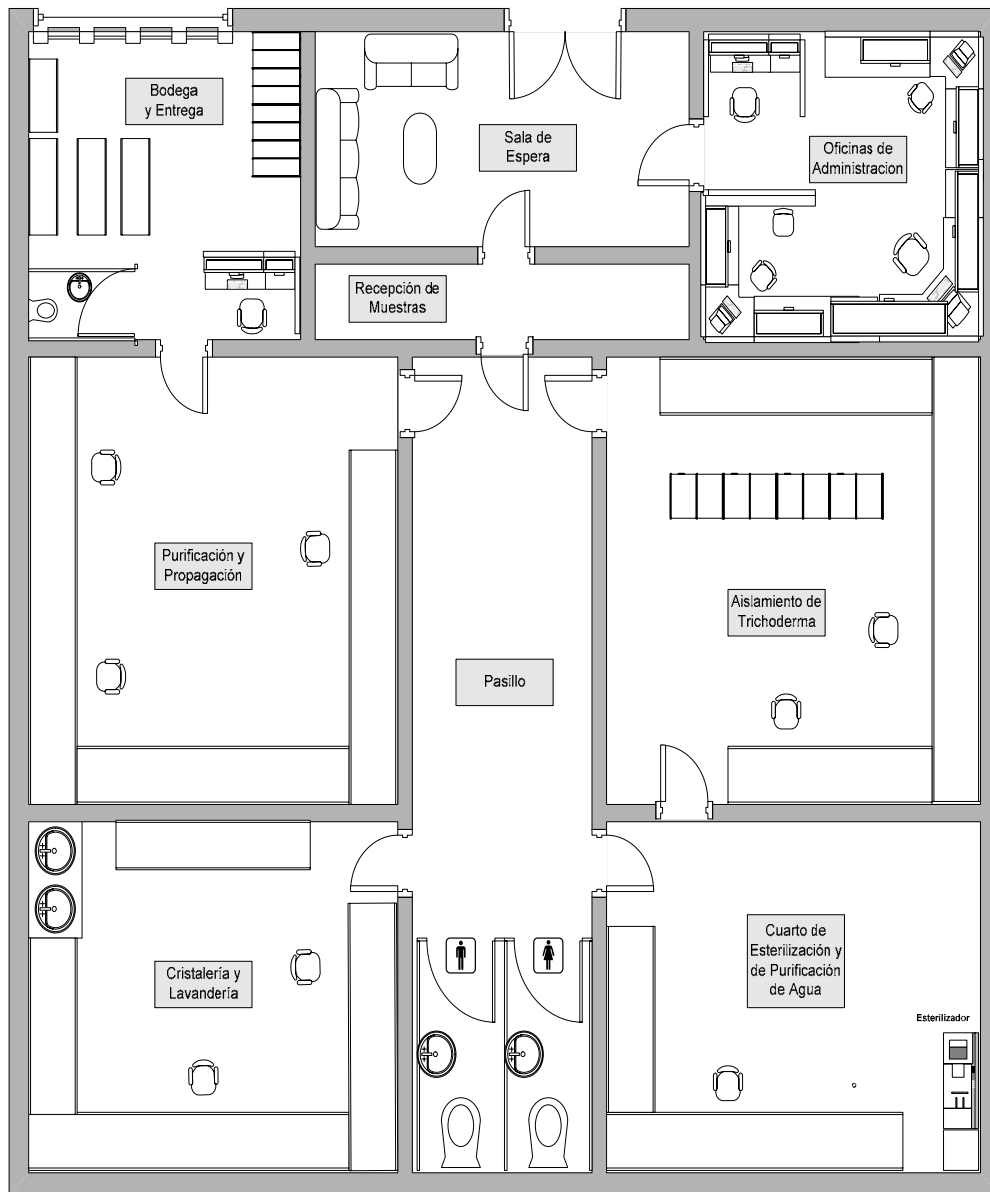 Bodega
y Entrega
Sala de
Espera
Oficinas de
Administracion
Recepción de
Muestras
Purificación y
Propagación
Aislamiento de
Trichoderma
Pasillo
Cristalería y
Lavandería
Cuarto de
Esterilización y
de Purificación
de Agua
Esterilizador